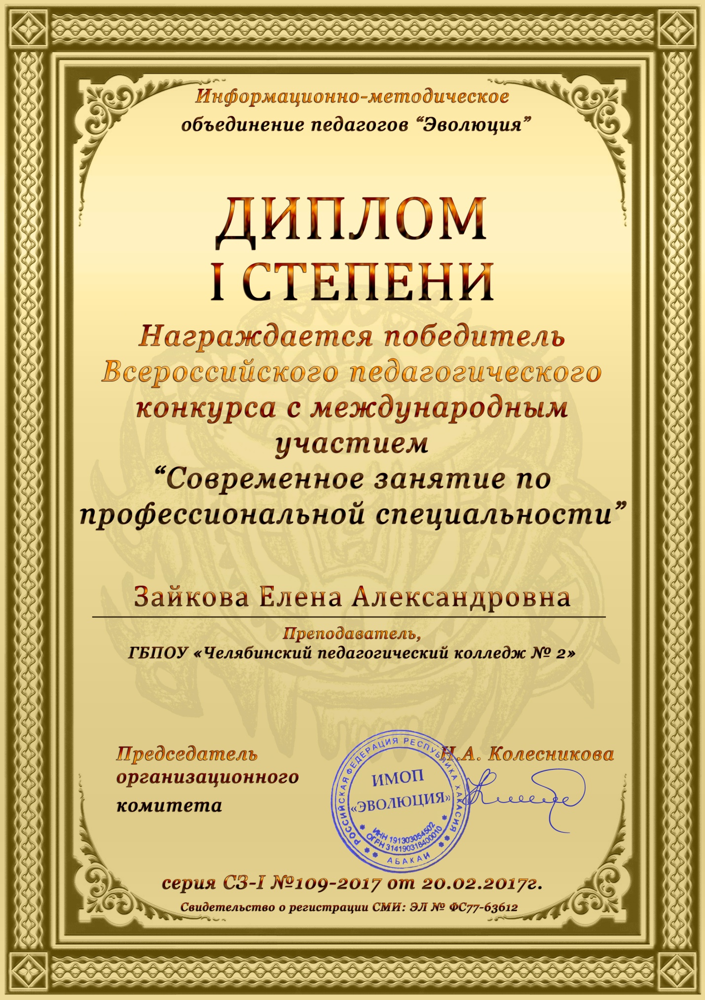 Информационно-методическое
объединение педагогов “Эволюция”
ДИПЛОМ
I СТЕПЕНИ
Награждается победитель
Всероссийского педагогического
конкурса с международным
участием
“Современное занятие по
профессиональной специальности”
Зайкова Елена Александровна
Преподаватель,
ГБПОУ «Челябинский педагогический колледж № 2»
Председатель
организационного
комитета
Н.А. Колесникова
РОССИЙСКАЯ ФЕДЕРАЦИЯ РЕСПУБЛИКА ХАКАСИЯ
ИМОП
«ЭВОЛЮЦИЯ»
ИНН 191303054502
ОГРН 314190318400010
АБАКАН
серия СЗ-I №109-2017 от 20.02.2017г.
Свидетельство о регистрации СМИ: ЭЛ № ФС77-63612